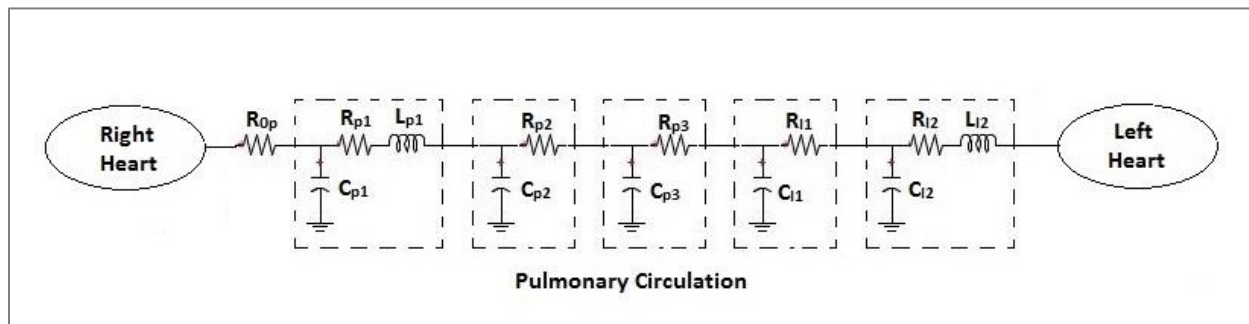 Right
Heart
R0p
Rp1
Lp1
Rp2
Rp3
Rl1
Rl2
Ll2
Left
Heart
Cp1
Cp2
Cp3
Cl1
Cl2
Pulmonary Circulation